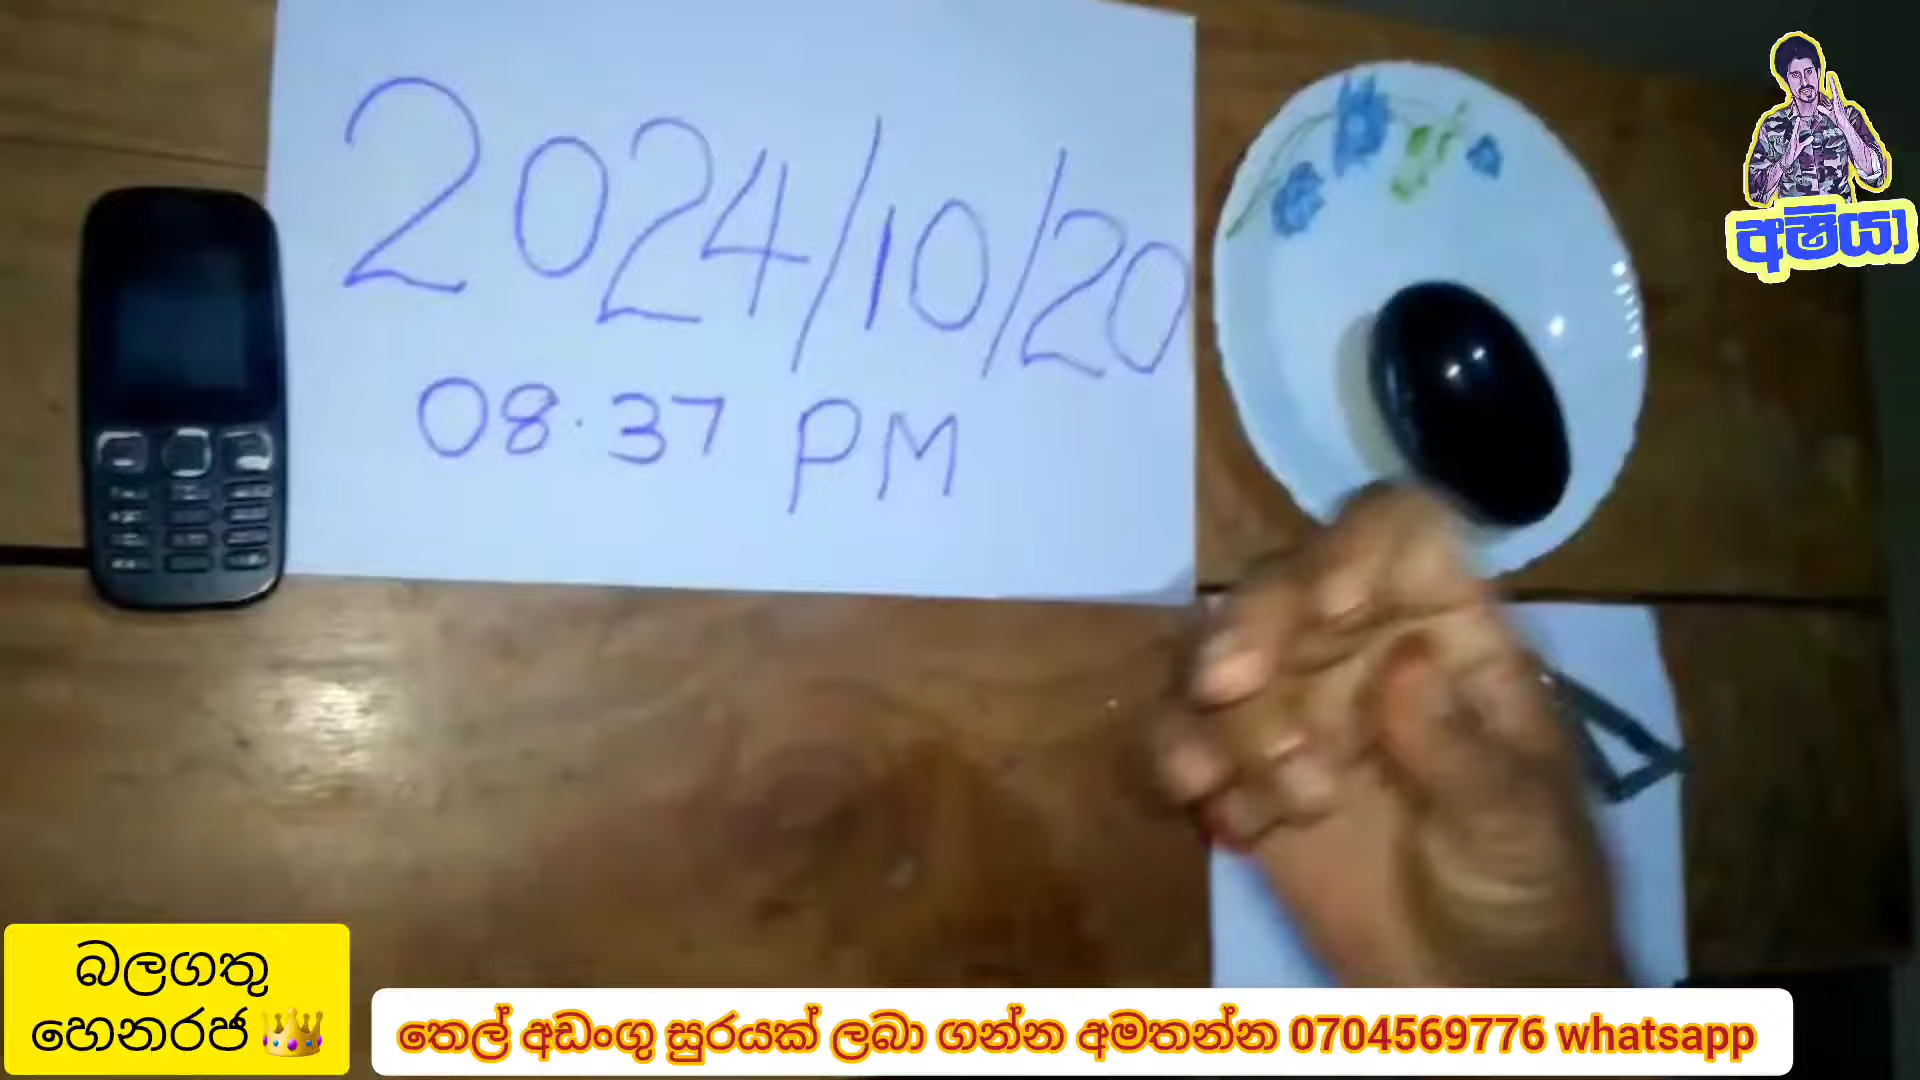 2024/10/20
08.37 PM
අෂියා
බලගතු
හෙනරජ 👑
තෙල් අඩංගු සුරයක් ලබා ගන්න අමතන්න 0704569776 whatsapp